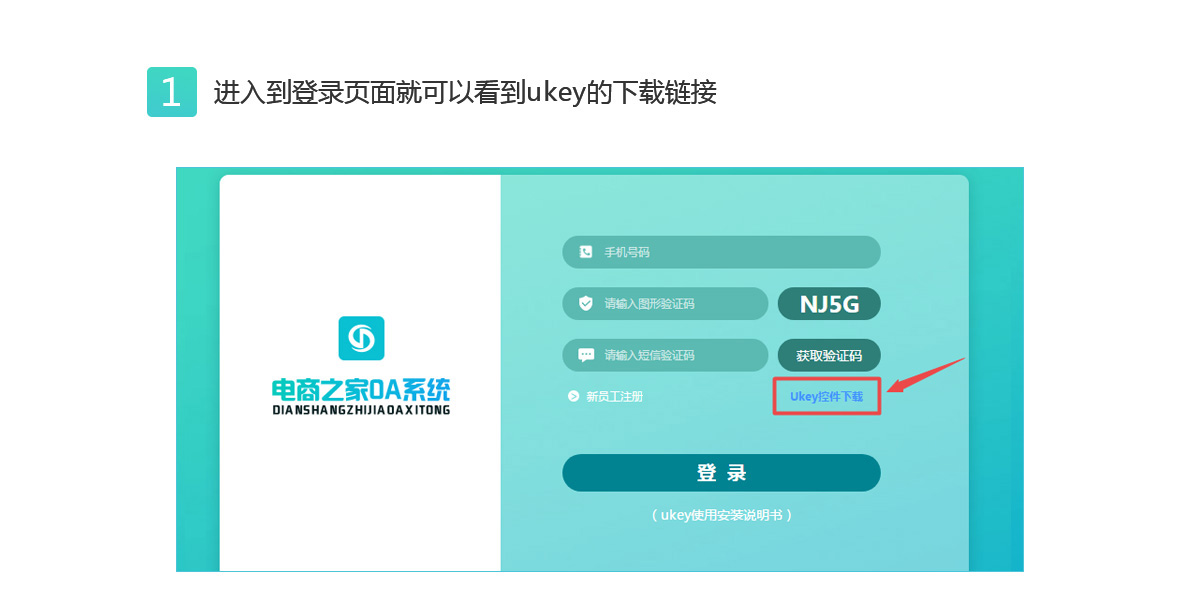 1
进入到登录页面就可以看到ukey的下载链接
电商之家OA系统
DIANSHANGZHIJIAOAXITONG
手机号码
请输入图形验证码
NJ5G
请输入短信验证码
获取验证码
新员工注册
Ukey控件下载
登 录
（ukey使用安装说明书）